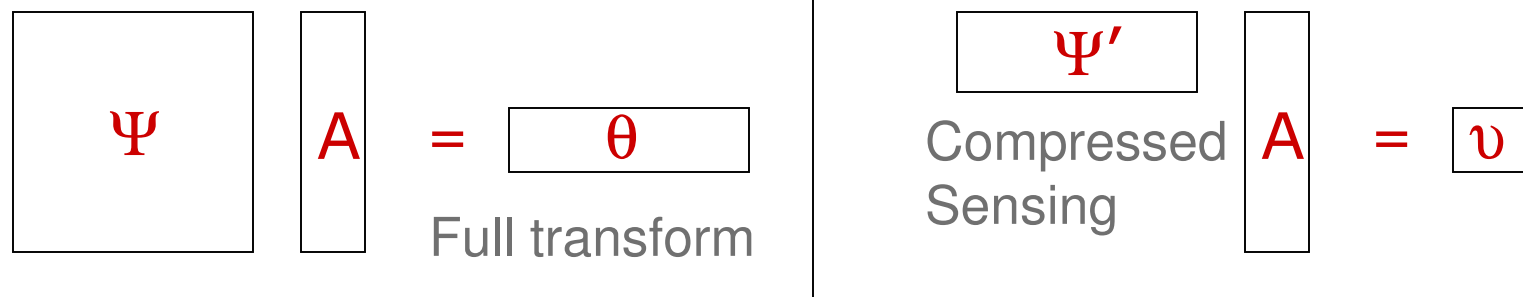 Ψ A = θ
Full transform
Ψ′
Compressed
Sensing
A = υ